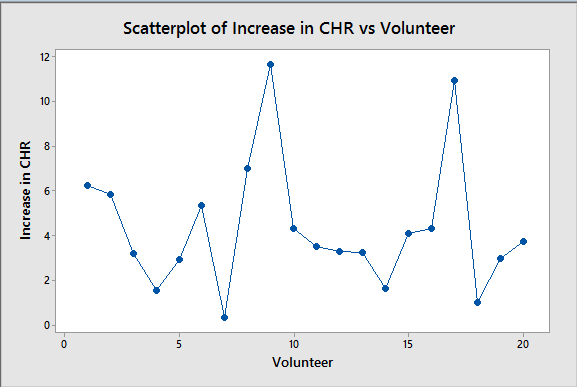 Scatterplot of Increase in CHR vs Volunteer
12
10
8
6
4
2
0
Increase in CHR
0 5 10 15 20
Volunteer